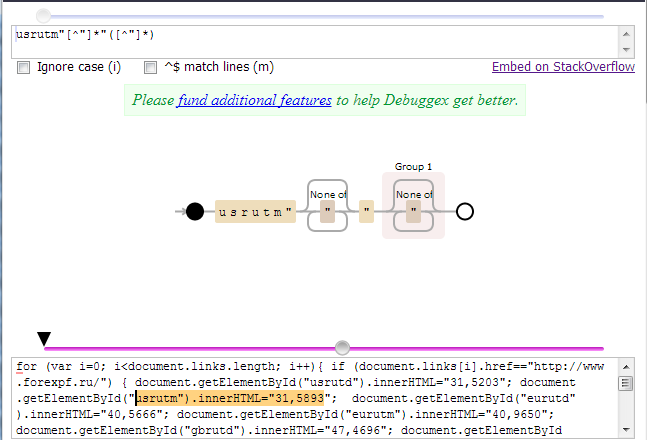 usrutm"[^"]*"([^"]*)
Ignore case (i) ^$ match lines (m) Embed on StackOverflow
Please fund additional features to help Debuggex get better.
Group 1
None of None of
usrutm" " " "
for (var i=0; i<document.links.length; i++){ if (document.links[i].href=="http://www
.forexpf.ru/") { document.getElementById("usrutd").innerHTML="31,5203"; document
.getElementById("usrutm").innerHTML="31,5893";  document.getElementById("eurutd"
).innerHTML="40,5666"; document.getElementById("eurutm").innerHTML="40,9650";
document.getElementById("gbrutd").innerHTML="47,4696"; document.getElementById